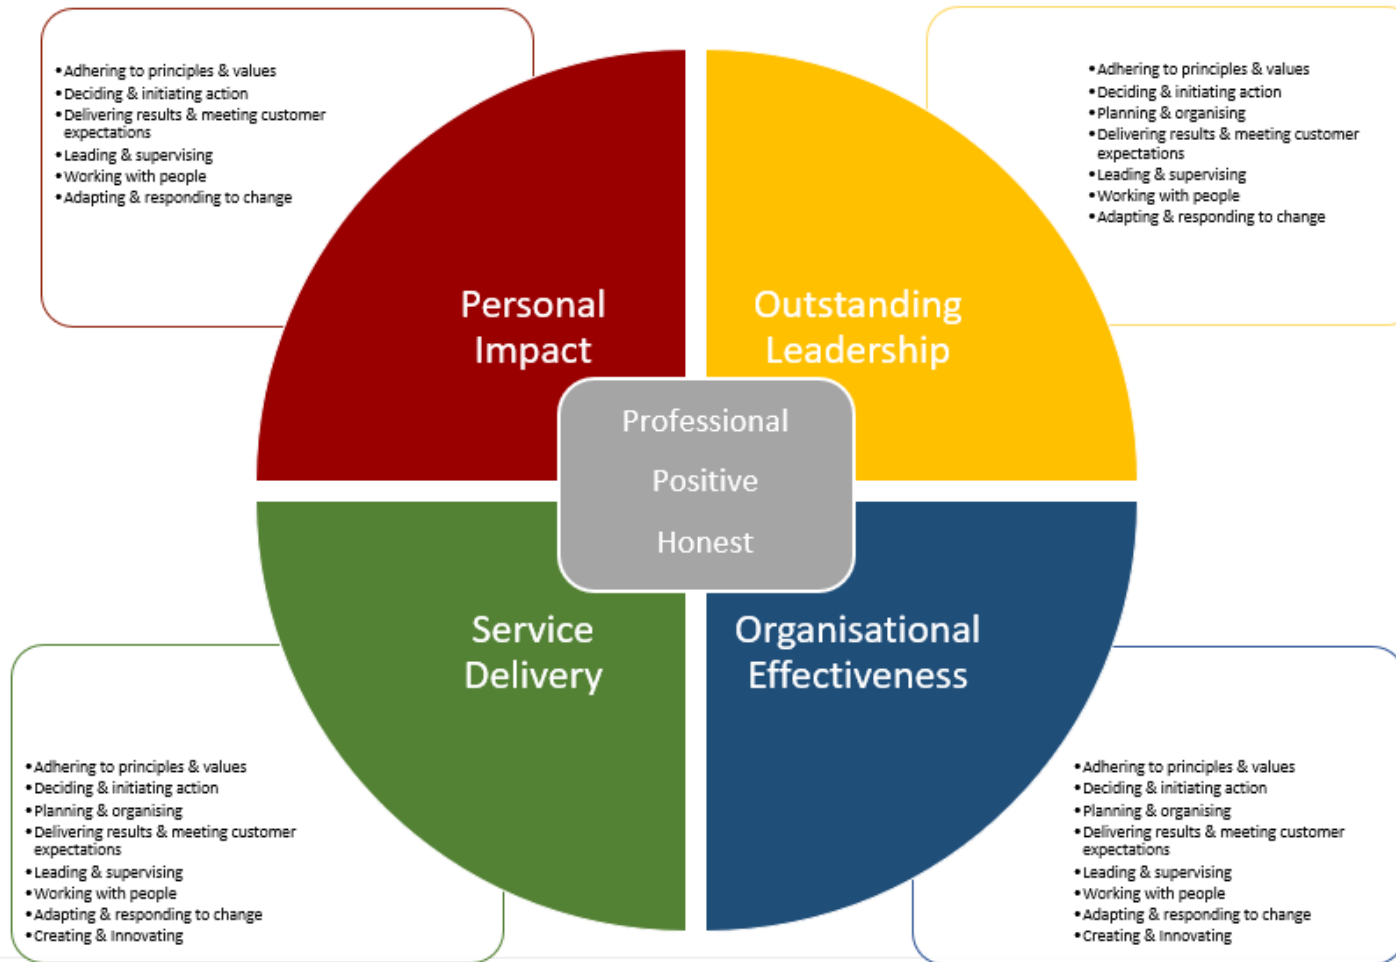 •Adhering to principles & values
•Deciding & initiating action
•Delivering results & meeting customer
expectations
•Leading & supervising
•Working with people
•Adapting & responding to change
•Adhering to principles & values
•Deciding & initiating action
•Planning & organising
•Delivering results & meeting customer
expectations
•Leading & supervising
•Working with people
•Adapting & responding to change
Personal
Impact
Outstanding
Leadership
Professional
Positive
Honest
Service
Delivery
Organisational
Effectiveness
•Adhering to principles & values
•Deciding & initiating action
•Planning & organising
•Delivering results & meeting customer
expectations
•Leading & supervising
•Working with people
•Adapting & responding to change
•Creating & Innovating
•Adhering to principles & values
•Deciding & initiating action
•Planning & organising
•Delivering results & meeting customer
expectations
•Leading & supervising
•Working with people
•Adapting & responding to change
•Creating & Innovating